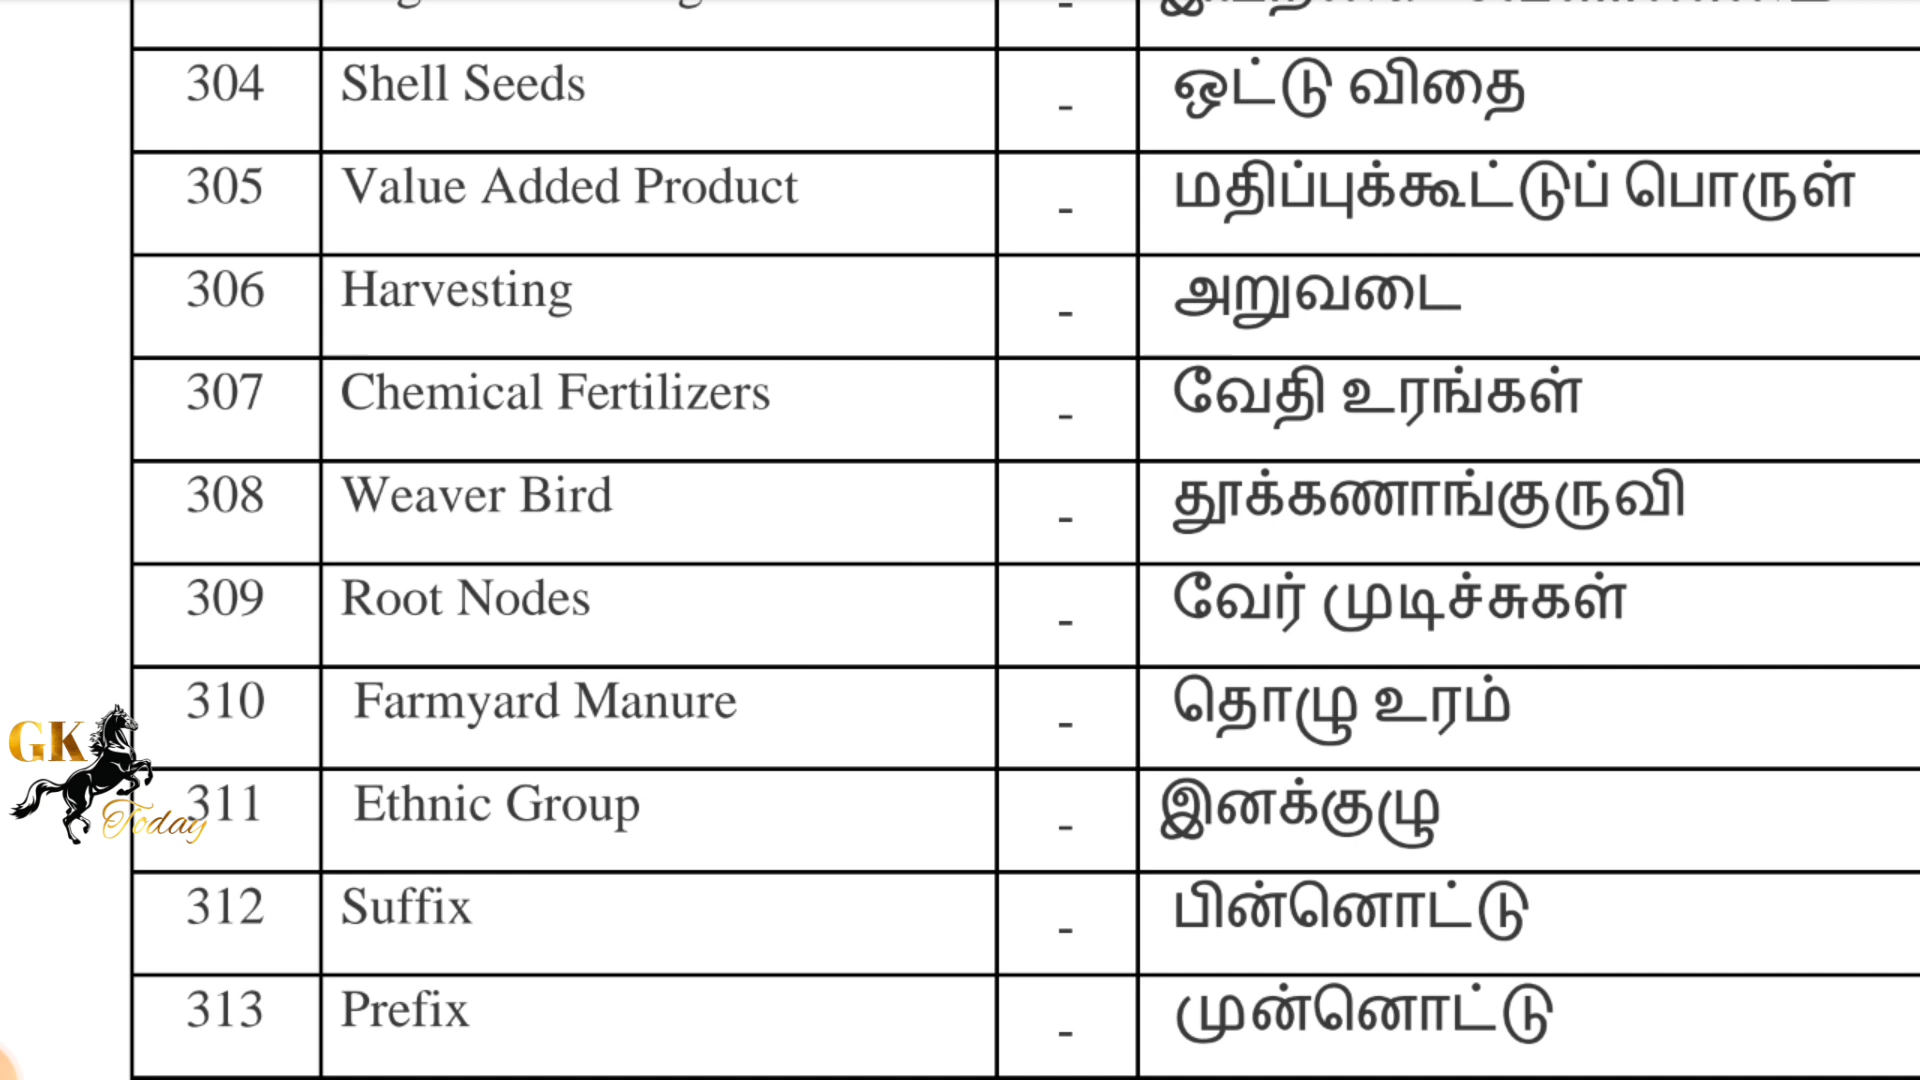 304 Shell Seeds - ஒட்டு விதை
305 Value Added Product - மதிப்புக்கூட்டுப் பொருள்
306 Harvesting - அறுவடை
307 Chemical Fertilizers - வேதி உரங்கள்
308 Weaver Bird - தூக்கணாங்குருவி
309 Root Nodes - வேர் முடிச்சுகள்
310 Farmyard Manure - தொழு உரம்
GK
311 Ethnic Group - இனக்குழு
Today
312 Suffix - பின்னொட்டு
313 Prefix - முன்னொட்டு